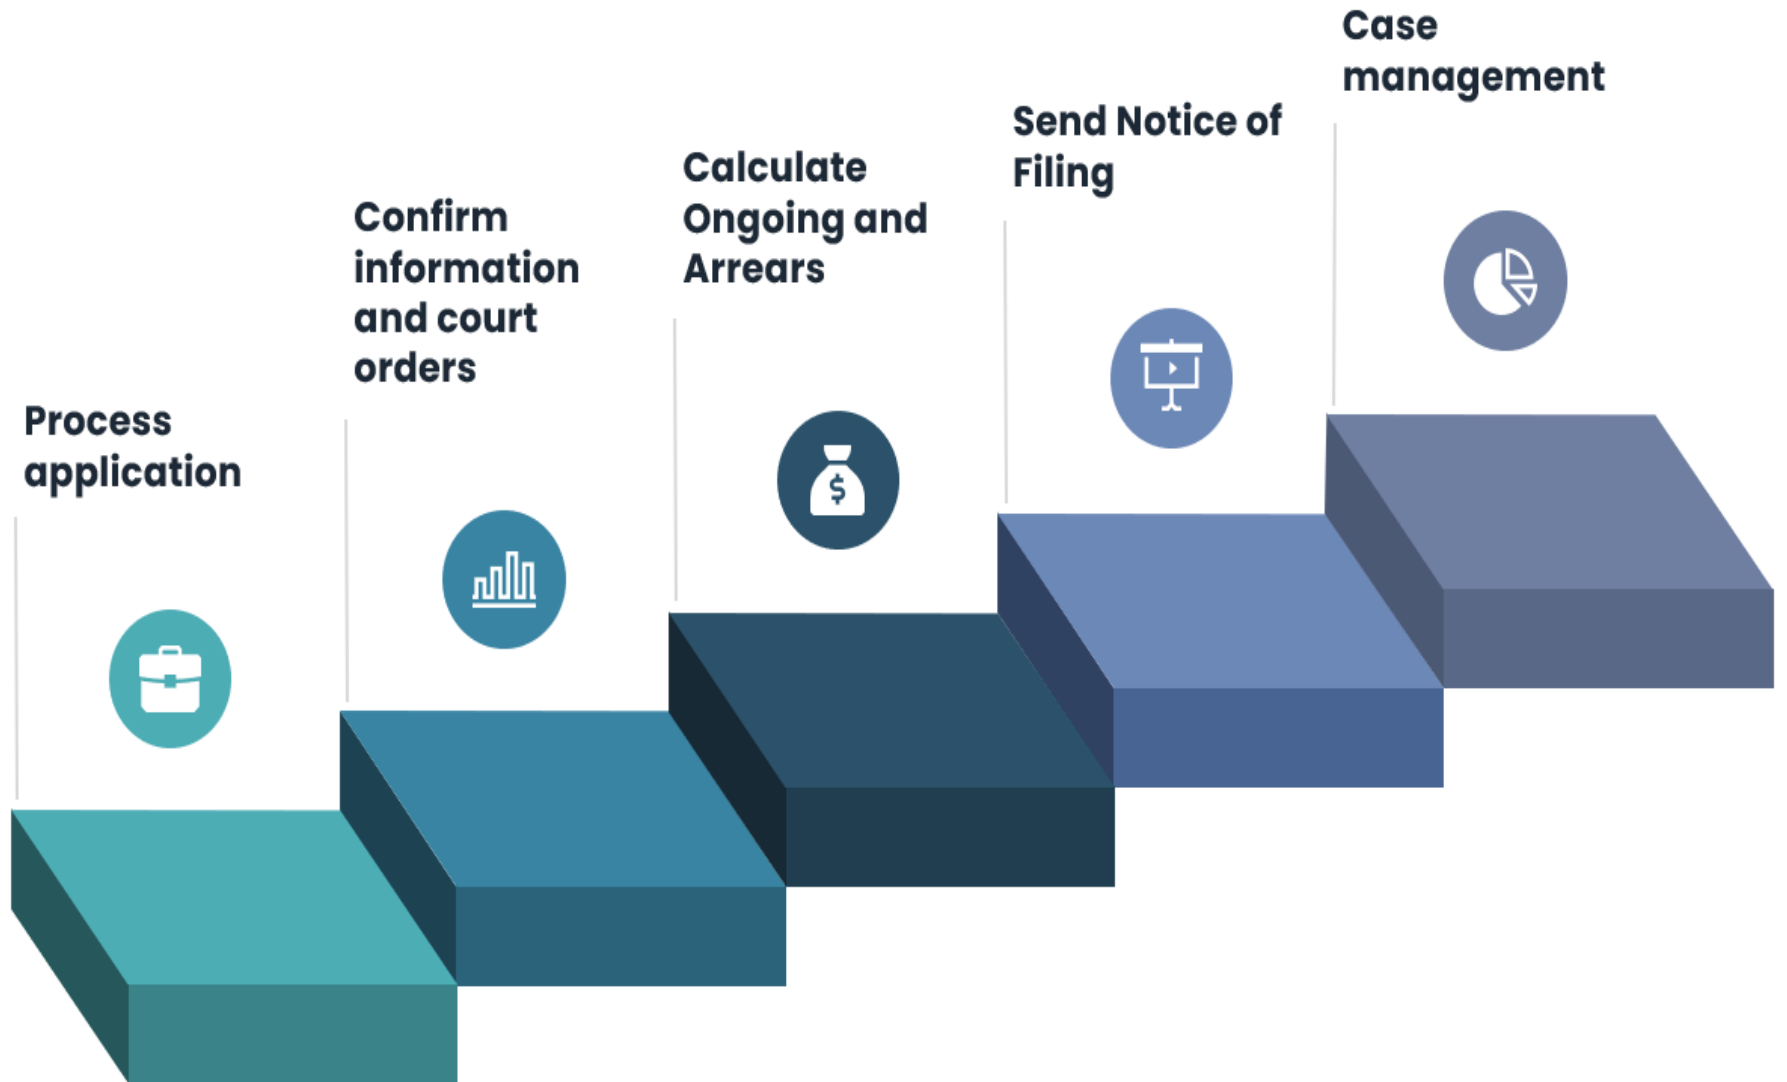 Process
application
Confirm
information
and court
orders
Calculate
Ongoing and
Arrears
$
Send Notice of
Filing
Case
management